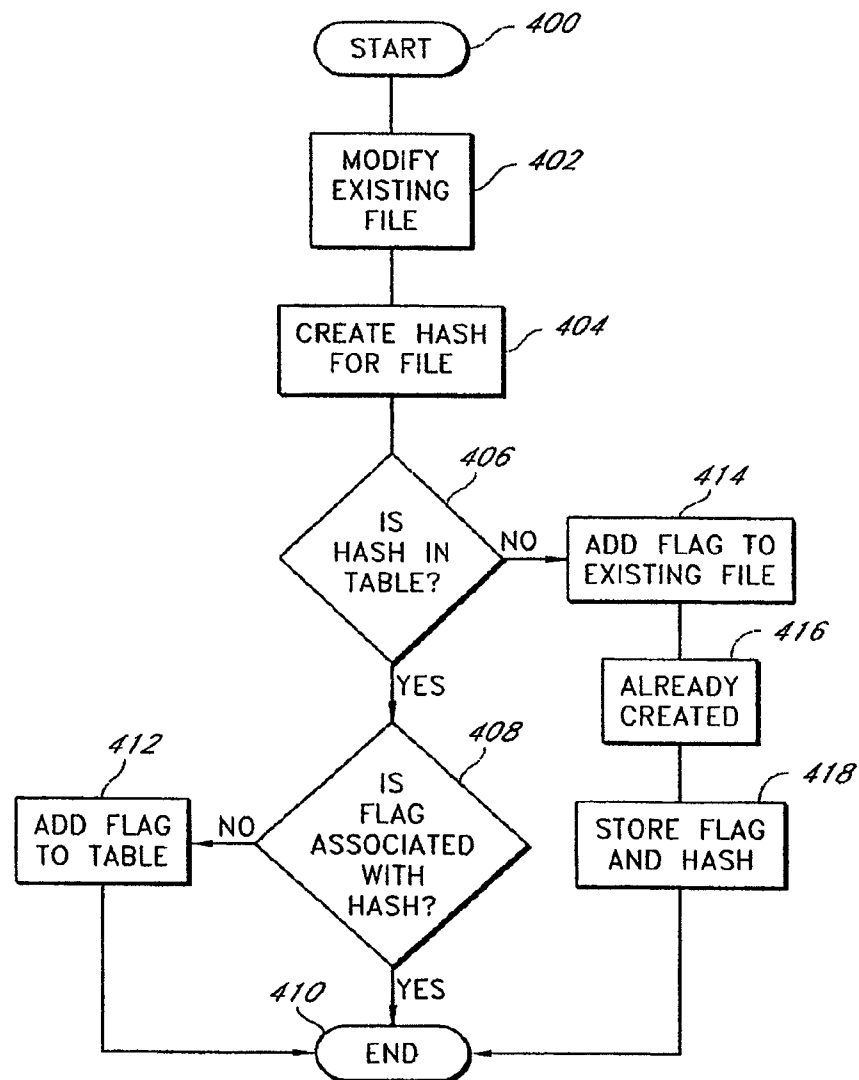 START
400
MODIFY
EXISTING
FILE
402
CREATE HASH
FOR FILE
404
406
IS
HASH IN
TABLE?
NO
YES
414
ADD FLAG TO
EXISTING FILE
416
ALREADY
CREATED
418
STORE FLAG
AND HASH
408
IS
FLAG
ASSOCIATED
WITH
HASH?
NO
YES
412
ADD FLAG
TO TABLE
410
END